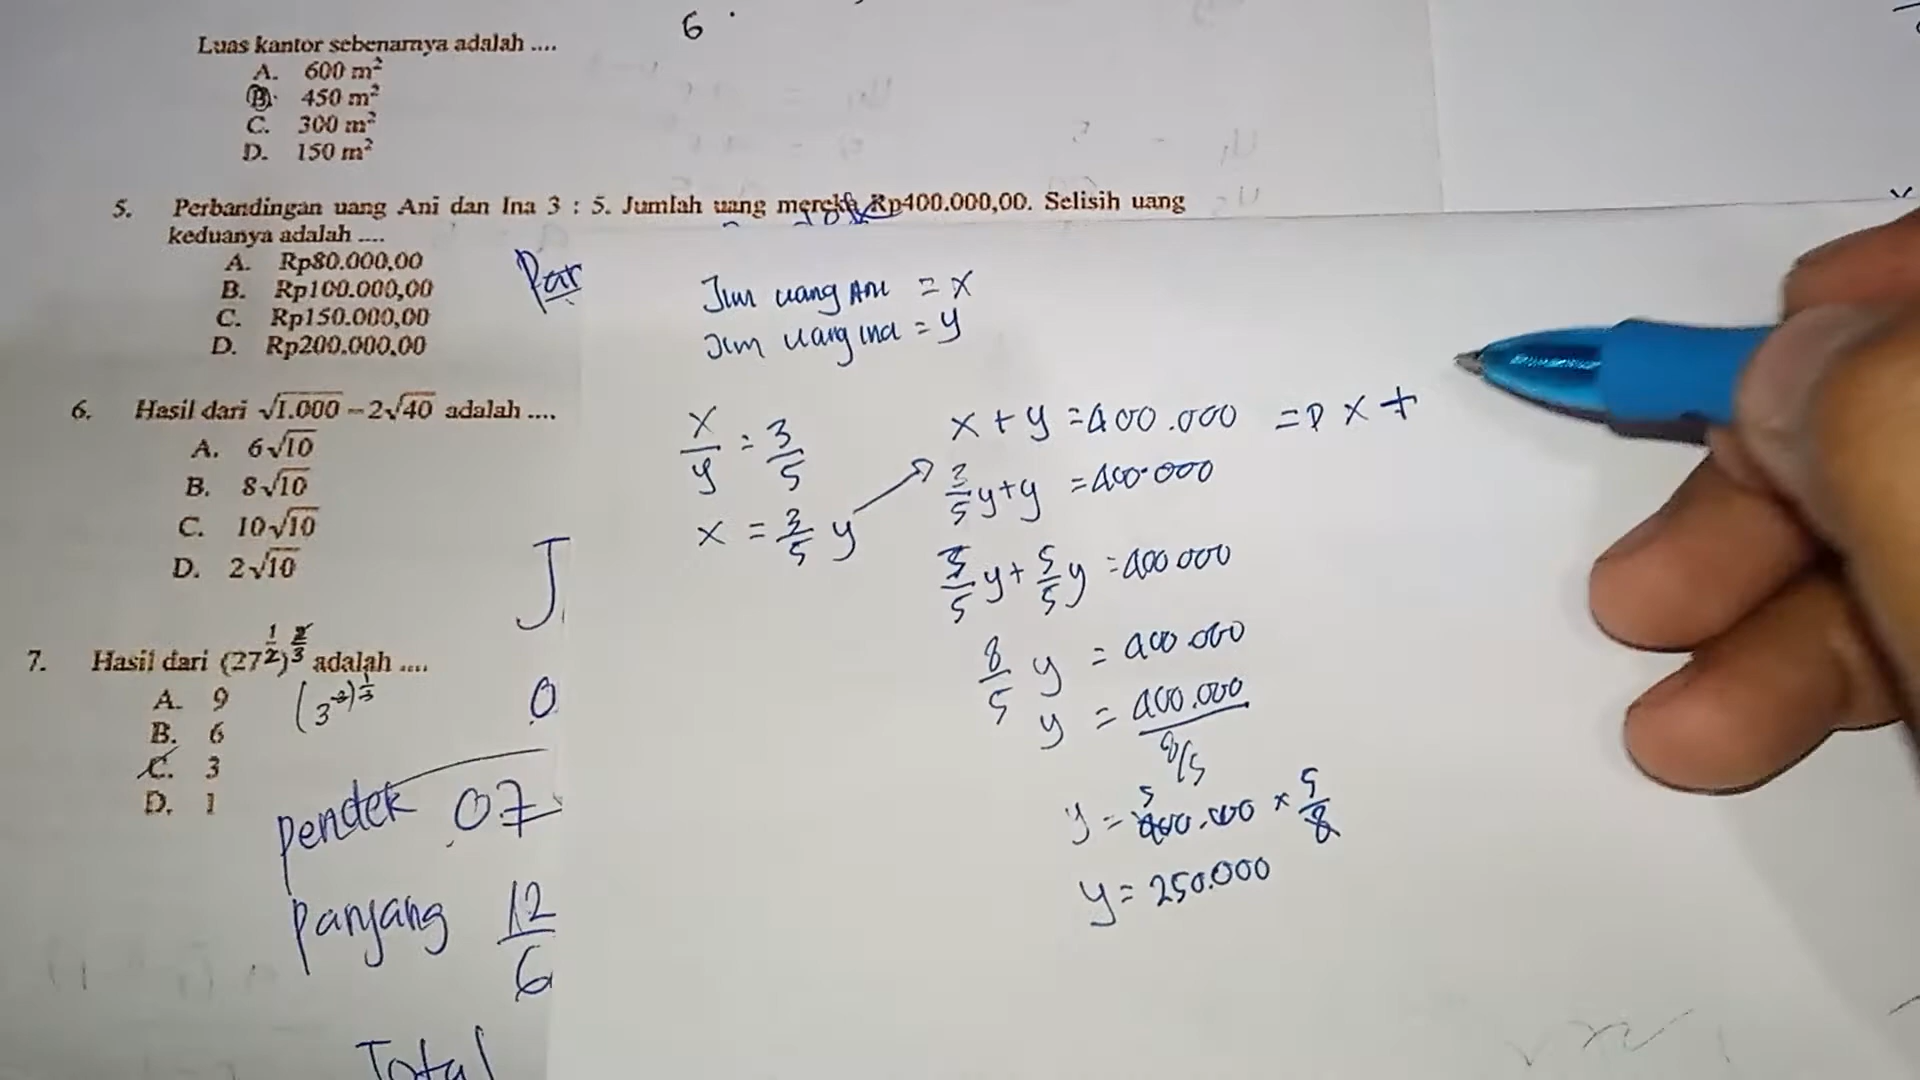 6
Luas kantor sebenarnya adalah ....
A. 600 m²
B. 450 m²
C. 300 m²
D. 150 m²
5. Perbandingan uang Ani dan Ina 3 : 5. Jumlah uang mereka Rp400.000,00. Selisih uang
keduanya adalah ....
A. Rp80.000,00
B. Rp100.000,00
C. Rp150.000,00
D. Rp200.000,00
6. Hasil dari √1.000 – 2√40 adalah ....
A. 6√10
B. 8√10
C. 10√10
D. 2√10
7. Hasil dari (27^1/2)^2/3 adalah ....
A. 9
B. 6
C. 3
D. 1
pendek 07
panjang 12/6
Total
Jlm uang Ani = x
Jlm uang Ina = y
x/y = 3/5
x = 3/5 y
x + y = 400.000 => x +
3/5 y + y = 400.000
3/5 y + 5/5 y = 400.000
8/5 y = 400.000
y = 400.000 / 8/5
y = 400.000 × 5/8
y = 250.000